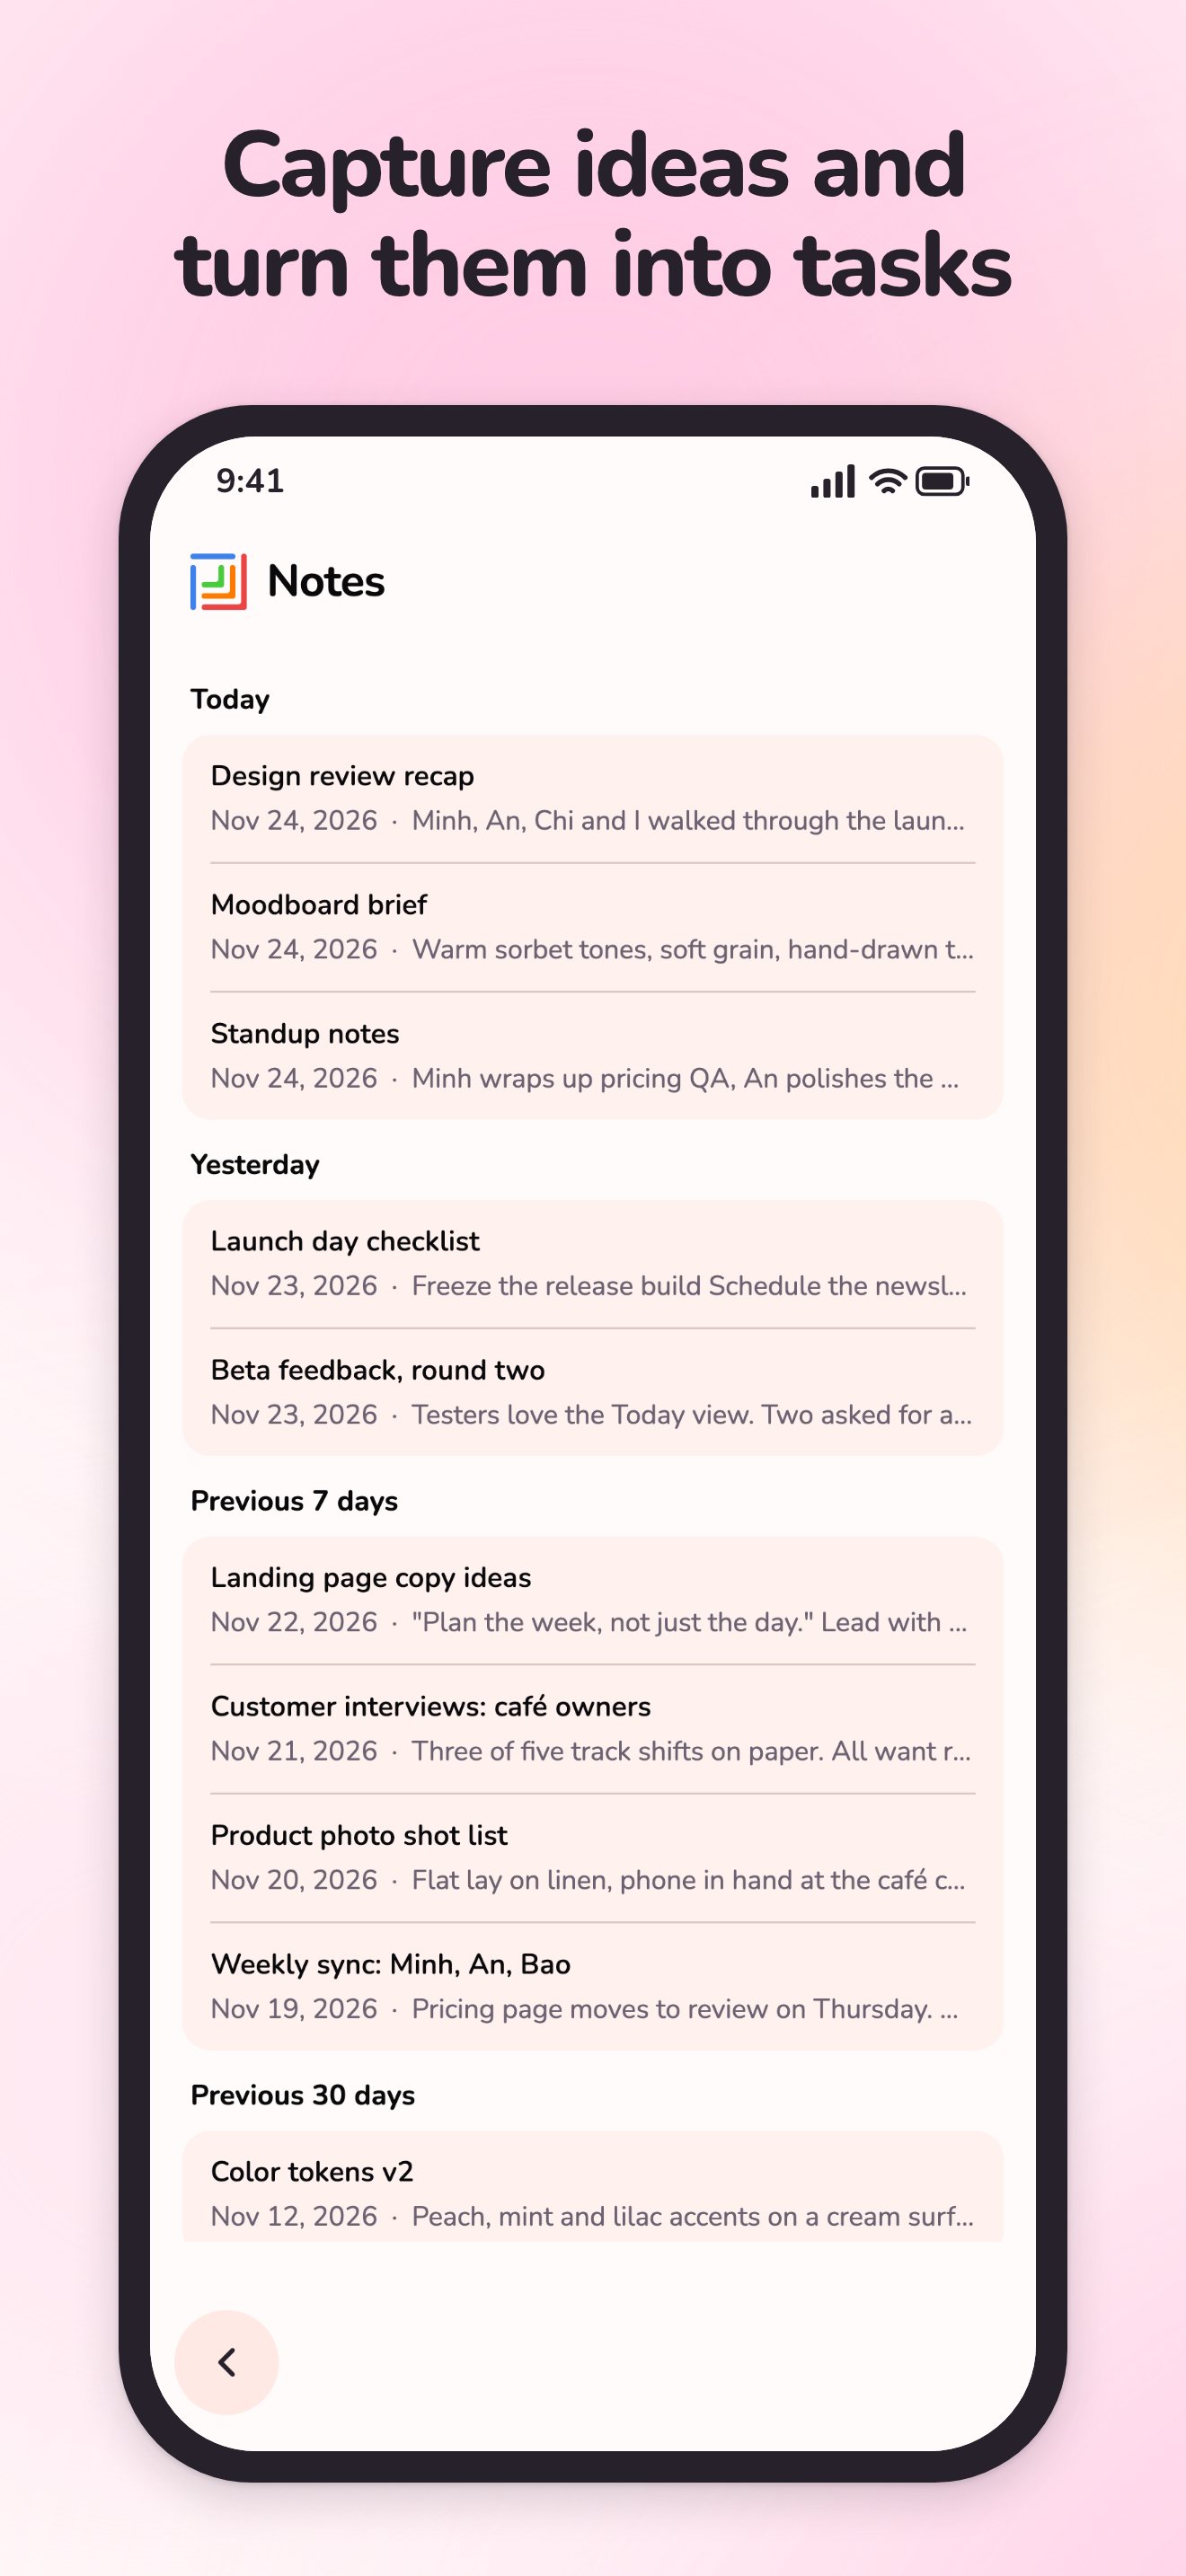 Capture ideas and
turn them into tasks
9:41
Notes
Today
Design review recap
Nov 24, 2026 · Minh, An, Chi and I walked through the laun...
Moodboard brief
Nov 24, 2026 · Warm sorbet tones, soft grain, hand-drawn t...
Standup notes
Nov 24, 2026 · Minh wraps up pricing QA, An polishes the ...
Yesterday
Launch day checklist
Nov 23, 2026 · Freeze the release build Schedule the newsl...
Beta feedback, round two
Nov 23, 2026 · Testers love the Today view. Two asked for a...
Previous 7 days
Landing page copy ideas
Nov 22, 2026 · "Plan the week, not just the day." Lead with ...
Customer interviews: café owners
Nov 21, 2026 · Three of five track shifts on paper. All want r...
Product photo shot list
Nov 20, 2026 · Flat lay on linen, phone in hand at the café c...
Weekly sync: Minh, An, Bao
Nov 19, 2026 · Pricing page moves to review on Thursday. ...
Previous 30 days
Color tokens v2
Nov 12, 2026 · Peach, mint and lilac accents on a cream surf...